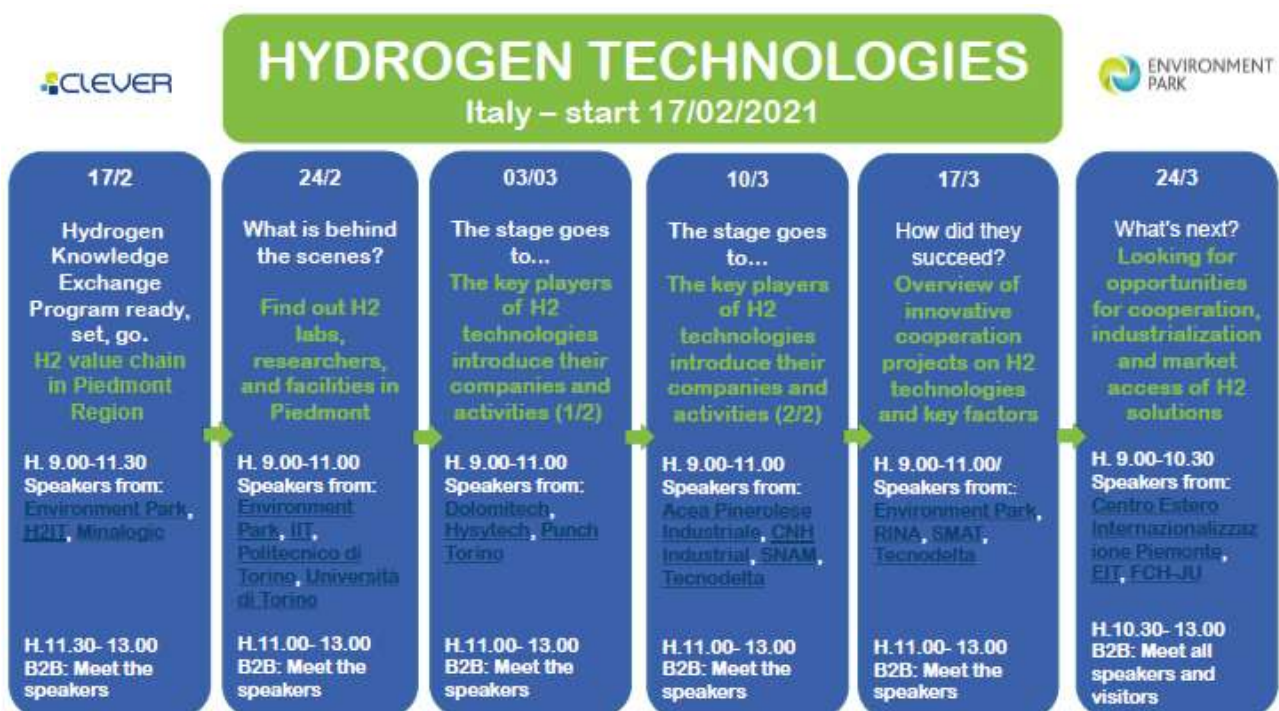 CLEVER
HYDROGEN TECHNOLOGIES
Italy – start 17/02/2021
ENVIRONMENT
PARK
17/2
Hydrogen
Knowledge
Exchange
Program ready,
set, go.
H2 value chain
in Piedmont
Region
H. 9.00-11.30
Speakers from:
Environment Park,
H2IT, Minalogic
H.11.30- 13.00
B2B: Meet the
speakers
24/2
What is behind
the scenes?
Find out H2
labs,
researchers,
and facilities in
Piedmont
H. 9.00-11.00
Speakers from:
Environment
Park, IIT,
Politecnico di
Torino, Universita
di Torino
H.11.00- 13.00
B2B: Meet the
speakers
03/03
The stage goes
to...
The key players
of H2
technologies
introduce their
companies and
activities (1/2)
H. 9.00-11.00
Speakers from:
Dolomitech,
Hysytech, Punch
Torino
H.11.00- 13.00
B2B: Meet the
speakers
10/3
The stage goes
to...
The key players
of H2
technologies
introduce their
companies and
activities (2/2)
H. 9.00-11.00
Speakers from:
Acea Pinerolese
Industriale, CNH
Industrial, SNAM,
Tecnodelta
H.11.00- 13.00
B2B: Meet the
speakers
17/3
How did they
succeed?
Overview of
innovative
cooperation
projects on H2
technologies
and key factors
H. 9.00-11.00/
Speakers from::
Environment Park,
RINA, SMAT,
Tecnodelta
H.11.00- 13.00
B2B: Meet the
speakers
24/3
What's next?
Looking for
opportunities
for cooperation,
industrialization
and market
access of H2
solutions
H. 9.00-10.30
Speakers from:
Centro Estero
Internazionalizzaz
ione Piemonte,
EIT, FCH-JU
H.10.30- 13.00
B2B: Meet all
speakers and
visitors